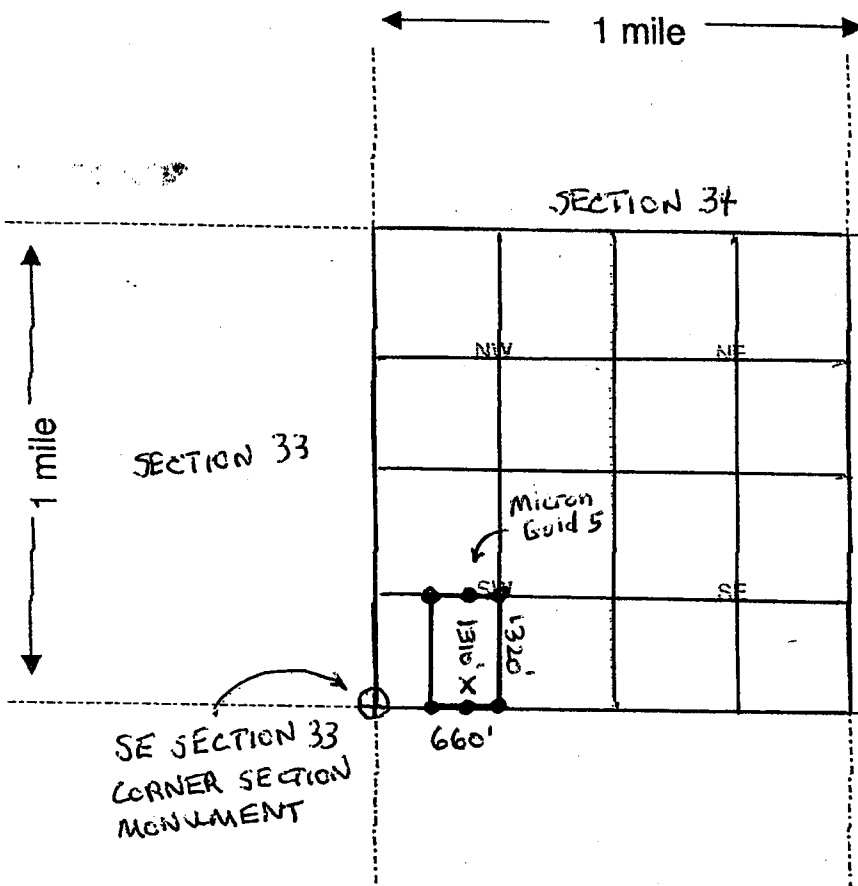 1 mile
SECTION 34
NW
NE
1 mile
SECTION 33
Micron
Guid 5
SW
SE
1310'
X
1320'
660'
SE SECTION 33
CORNER SECTION
MONUMENT